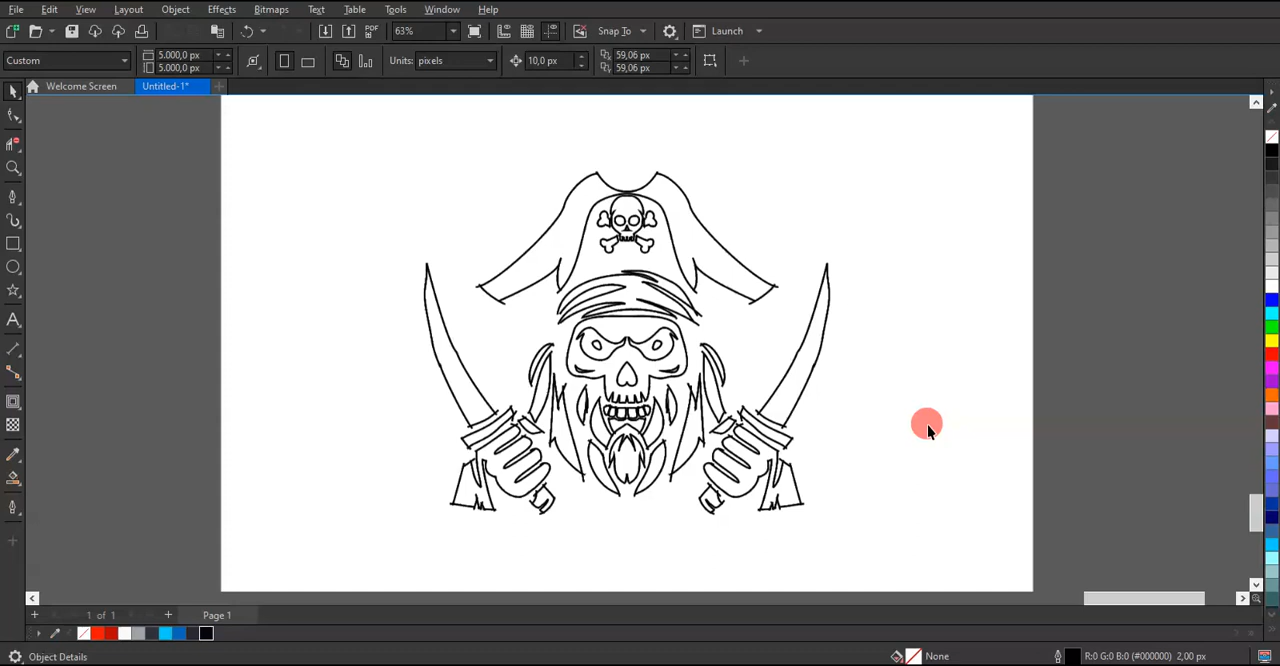 File Edit View Layout Object Effects Bitmaps Text Table Tools Window Help
PDF 63% Snap To Launch
Custom 5.000,0 px 5.000,0 px Units: pixels 10,0 px 59,06 px 59,06 px
Welcome Screen Untitled-1*
1 of 1 Page 1
Object Details None R:0 G:0 B:0 (#000000) 2,00 px